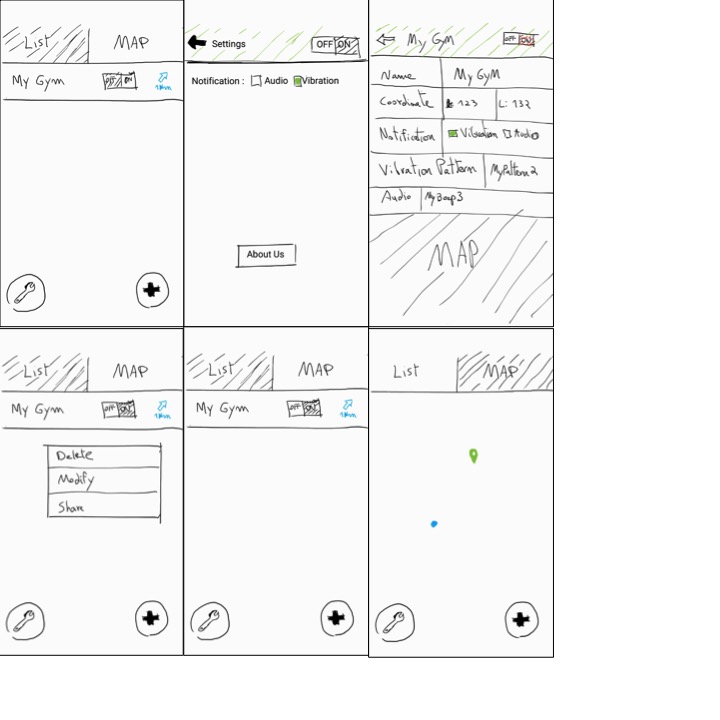 List MAP
My Gym OFF ON 1km
Settings OFF ON
Notification : Audio Vibration
About Us
My Gym OFF ON
Name My GyM
Coordinate 123 L: 132
Notification Vibration Audio
Vibration Pattern MyPattern2
Audio MyBeep3
MAP
List MAP
My Gym OFF ON 1km
Delete
Modify
Share
List MAP
My Gym OFF ON 1km
List MAP